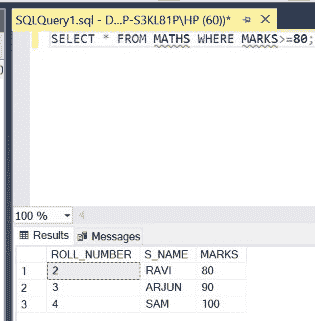 SQLQuery1.sql - D...P-S3KLB1P\HP (60))*
SELECT * FROM MATHS WHERE MARKS>=80;
100 %
Results Messages
ROLL_NUMBER S_NAME MARKS
1 2 RAVI 80
2 3 ARJUN 90
3 4 SAM 100